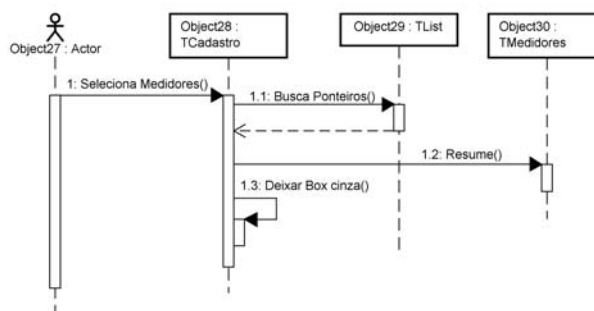 Object27 : Actor
Object28 :
TCadastro
Object29 : TList
Object30 :
TMedidores
1: Seleciona Medidores()
1.1: Busca Ponteiros()
1.2: Resume()
1.3: Deixar Box cinza()